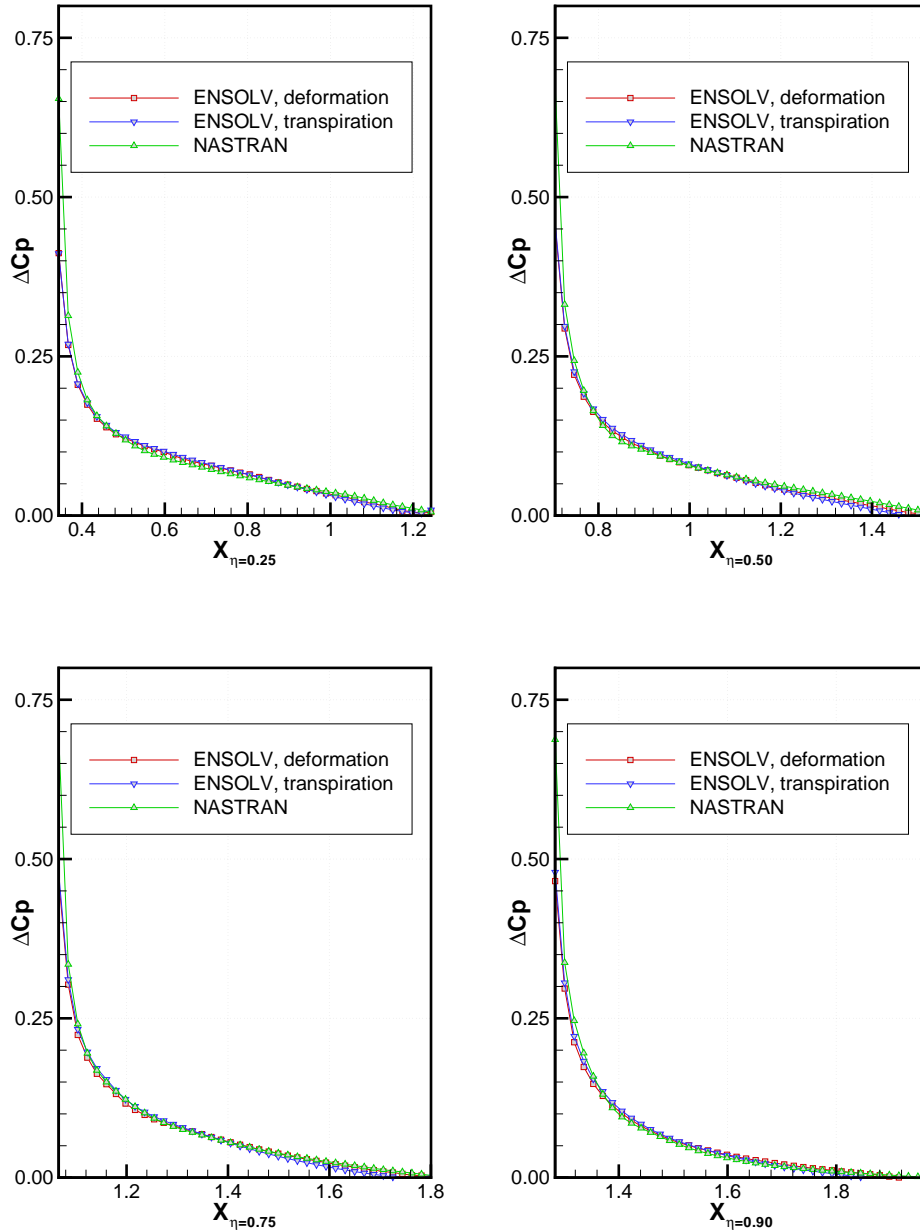 0.75
0.50
0.25
0.00
ΔCp
ENSOLV, deformation
ENSOLV, transpiration
NASTRAN
0.4 0.6 0.8 1 1.2
Xη=0.25
0.75
0.50
0.25
0.00
ΔCp
ENSOLV, deformation
ENSOLV, transpiration
NASTRAN
0.8 1 1.2 1.4
Xη=0.50
0.75
0.50
0.25
0.00
ΔCp
ENSOLV, deformation
ENSOLV, transpiration
NASTRAN
1.2 1.4 1.6 1.8
Xη=0.75
0.75
0.50
0.25
0.00
ΔCp
ENSOLV, deformation
ENSOLV, transpiration
NASTRAN
1.4 1.6 1.8
Xη=0.90